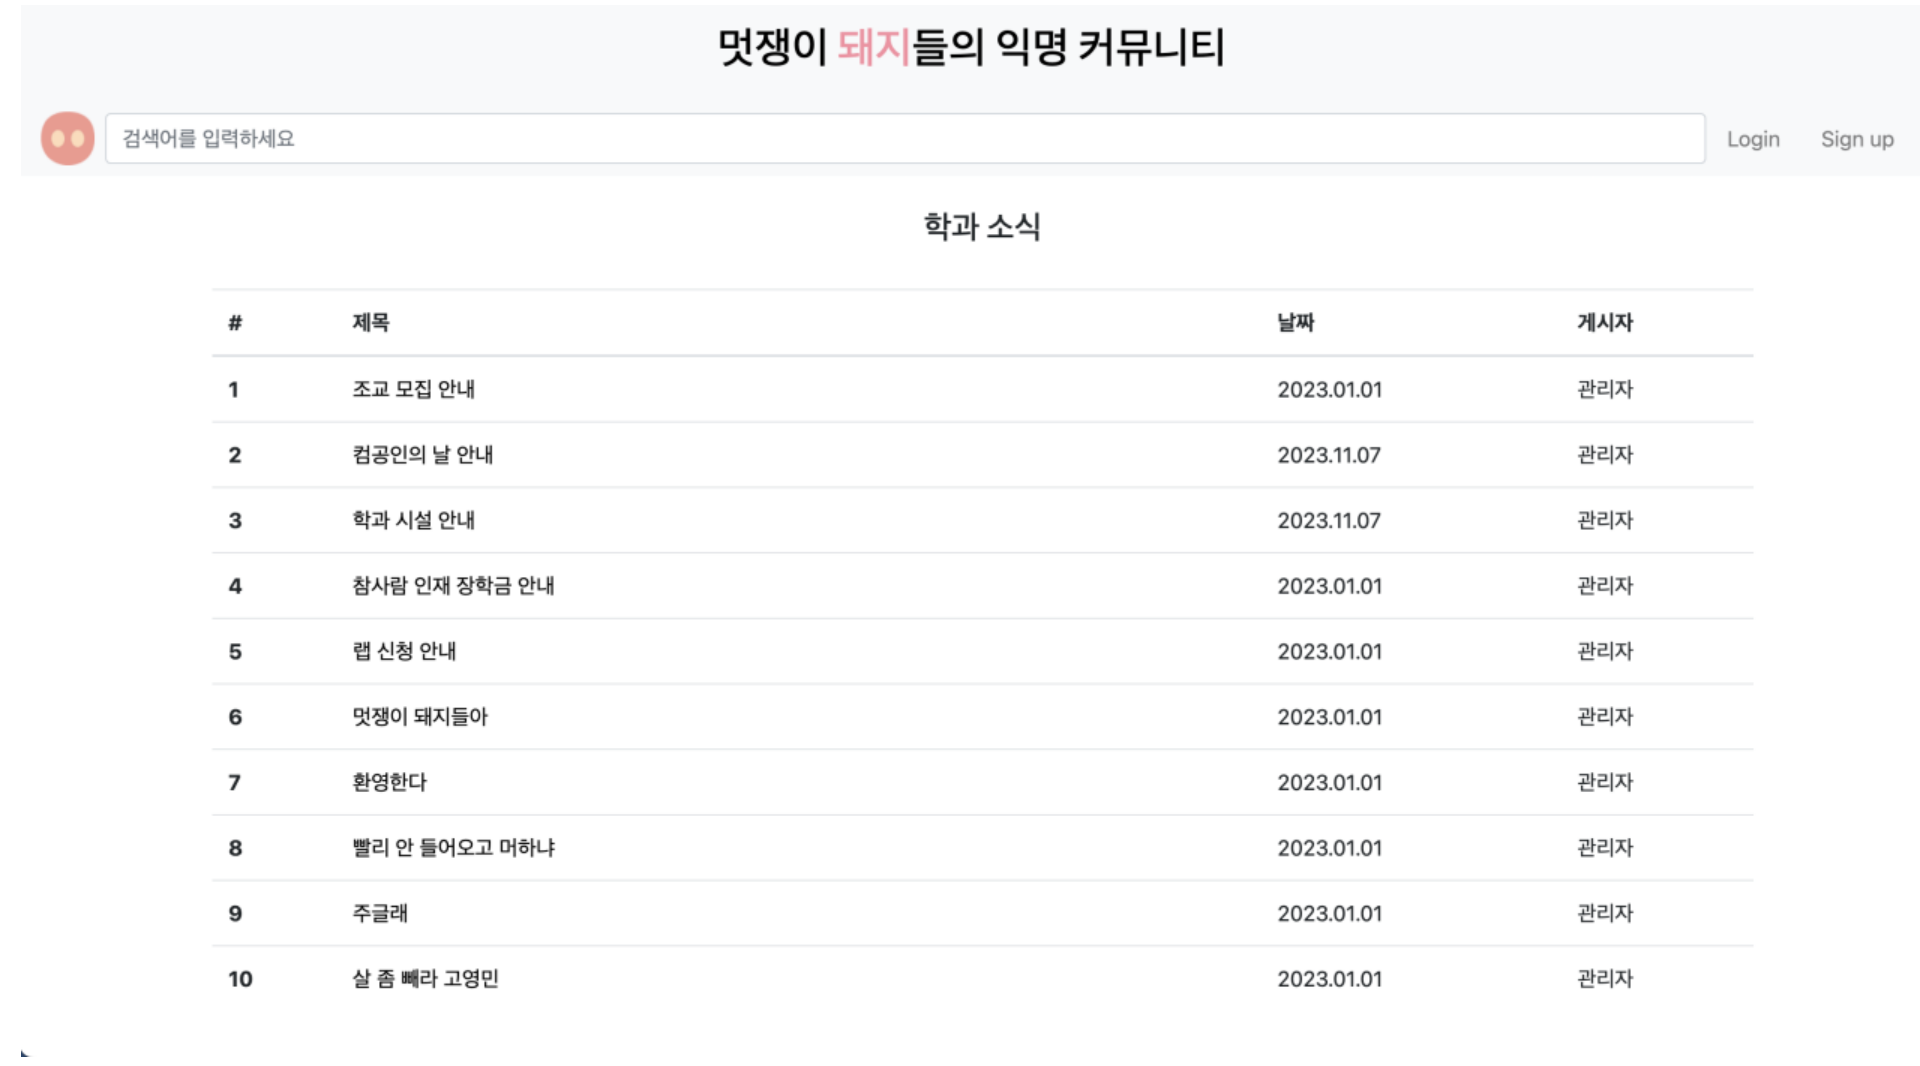 멋쟁이 돼지들의 익명 커뮤니티
검색어를 입력하세요 Login Sign up
학과 소식
# 제목 날짜 게시자
1 조교 모집 안내 2023.01.01 관리자
2 컴공인의 날 안내 2023.11.07 관리자
3 학과 시설 안내 2023.11.07 관리자
4 참사람 인재 장학금 안내 2023.01.01 관리자
5 랩 신청 안내 2023.01.01 관리자
6 멋쟁이 돼지들아 2023.01.01 관리자
7 환영한다 2023.01.01 관리자
8 빨리 안 들어오고 머하냐 2023.01.01 관리자
9 주글래 2023.01.01 관리자
10 살 좀 빼라 고영민 2023.01.01 관리자